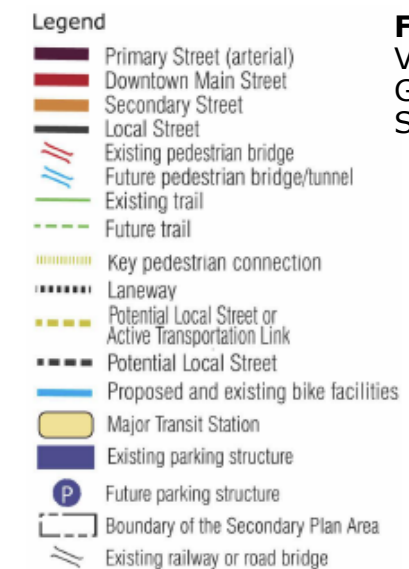 Legend
Primary Street (arterial)
Downtown Main Street
Secondary Street
Local Street
Existing pedestrian bridge
Future pedestrian bridge/tunnel
Existing trail
Future trail
Key pedestrian connection
Laneway
Potential Local Street or
Active Transportation Link
Potential Local Street
Proposed and existing bike facilities
Major Transit Station
Existing parking structure
P Future parking structure
Boundary of the Secondary Plan Area
Existing railway or road bridge
F
V
G
S